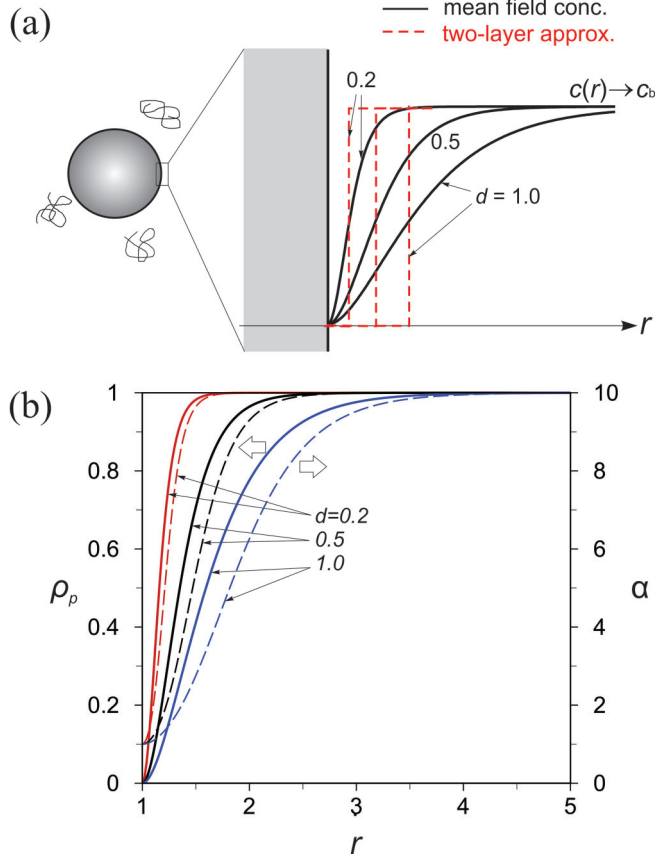 (a)
mean field conc.
two-layer approx.
0.2
c(r)→c_b
0.5
d = 1.0
r
(b)
1
10
0.8
8
d=0.2
0.6
0.5
6
1.0
ρ_p
α
0.4
4
0.2
2
0
0
1
2
3
4
5
r